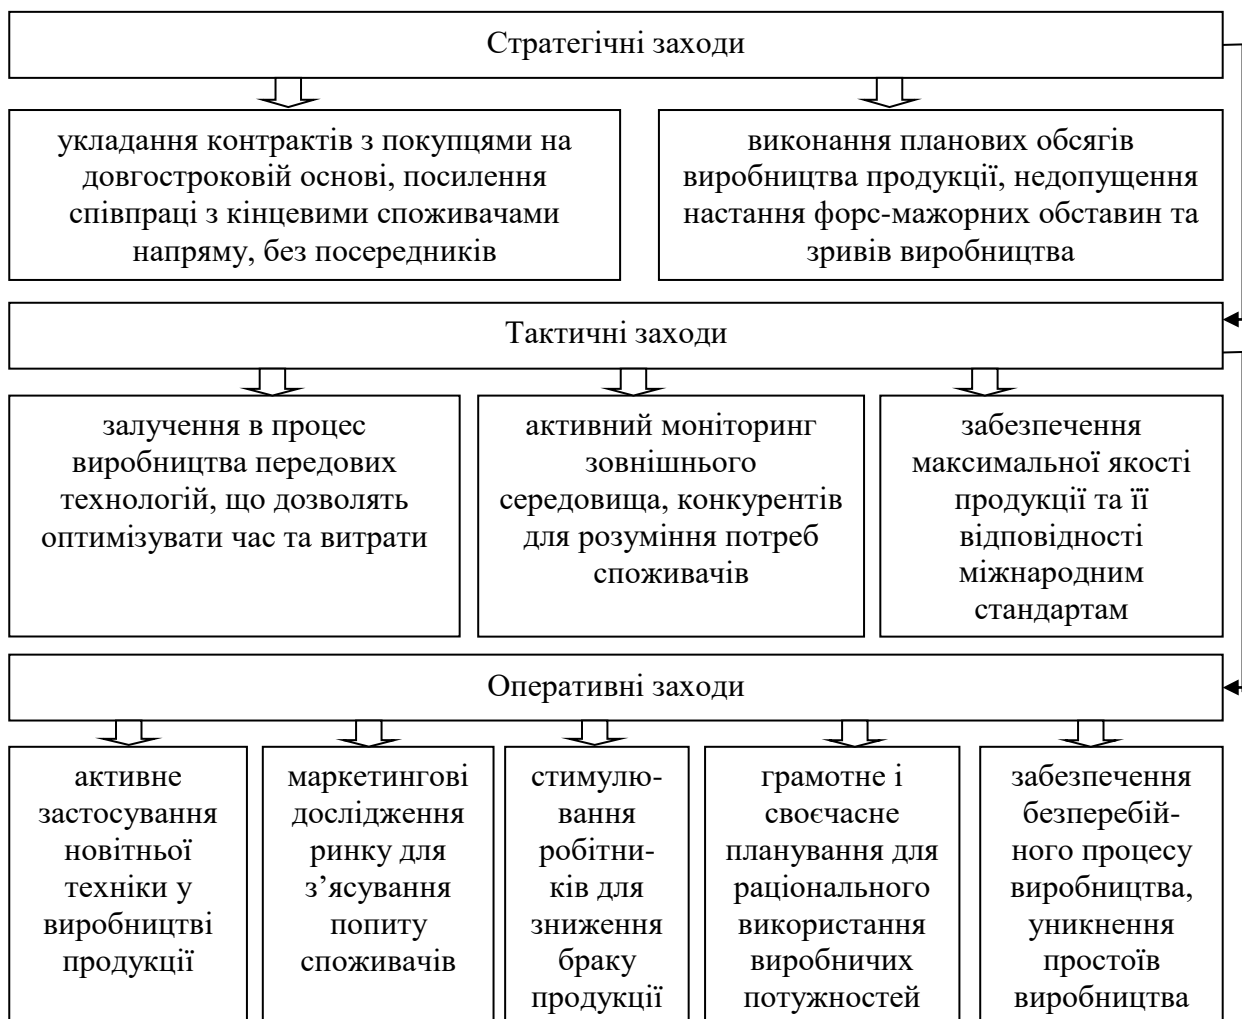 Стратегічні заходи
укладання контрактів з покупцями на
довгостроковій основі, посилення
співпраці з кінцевими споживачами
напряму, без посередників
виконання планових обсягів
виробництва продукції, недопущення
настання форс-мажорних обставин та
зривів виробництва
Тактичні заходи
залучення в процес
виробництва передових
технологій, що дозволять
оптимізувати час та витрати
активний моніторинг
зовнішнього
середовища, конкурентів
для розуміння потреб
споживачів
забезпечення
максимальної якості
продукції та її
відповідності
міжнародним
стандартам
Оперативні заходи
активне
застосування
новітньої
техніки у
виробництві
продукції
маркетингові
дослідження
ринку для
з’ясування
попиту
споживачів
стимулю-
вання
робітни-
ків для
зниження
браку
продукції
грамотне і
своєчасне
планування для
раціонального
використання
виробничих
потужностей
забезпечення
безперебій-
ного процесу
виробництва,
уникнення
простоїв
виробництва